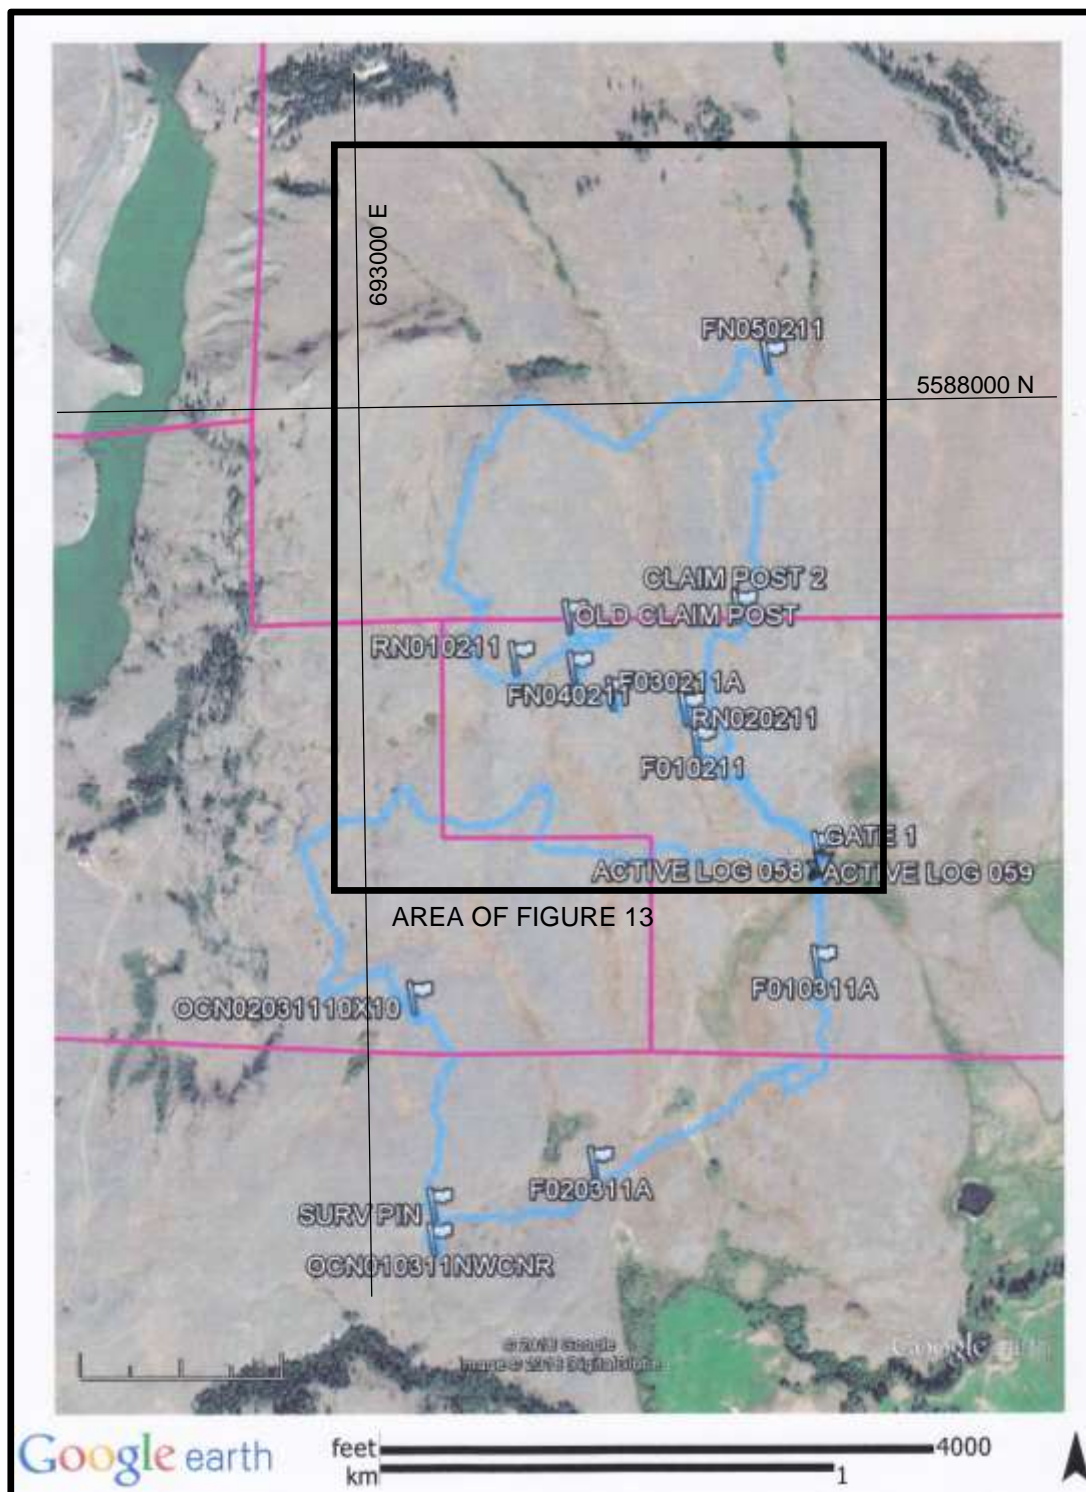 693000 E
FN050211
5588000 N
CLAIM POST 2
OLD CLAIM POST
RN010211
F030211A
FN040211
RN020211
F010211
GATE 1
ACTIVE LOG 058
ACTIVE LOG 059
AREA OF FIGURE 13
F010311A
OCN02031110X10
F020311A
SURV PIN
OCN010311NWCNR
Google earth
Google earth
feet 4000
km 1